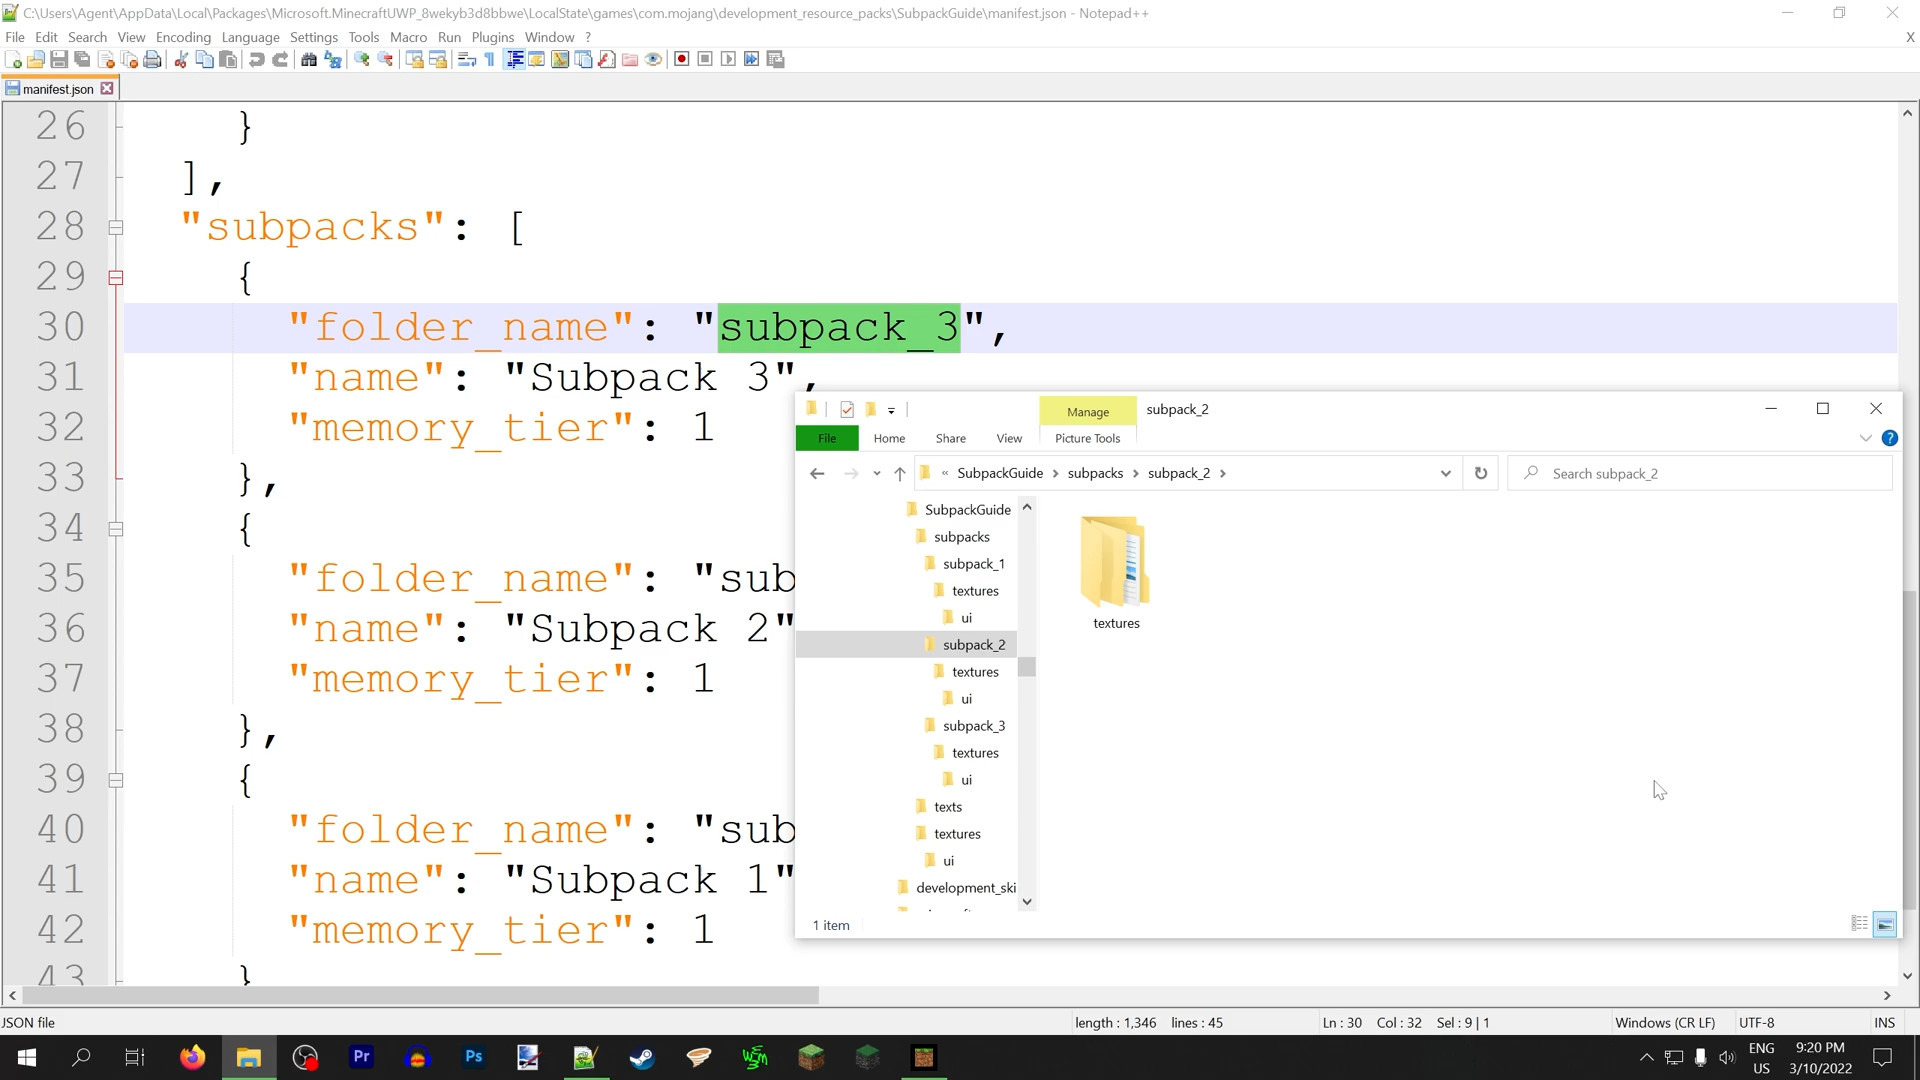 C:\Users\Agent\AppData\Local\Packages\Microsoft.MinecraftUWP_8wekyb3d8bbwe\LocalState\games\com.mojang\development_resource_packs\SubpackGuide\manifest.json - Notepad++
File Edit Search View Encoding Language Settings Tools Macro Run Plugins Window ? X
manifest.json
26 }
27 ],
28 "subpacks": [
29 {
30 "folder_name": "subpack_3",
31 "name": "Subpack 3",
32 "memory_tier": 1
33 },
34 {
35 "folder_name": "sub
36 "name": "Subpack 2"
37 "memory_tier": 1
38 },
39 {
40 "folder_name": "sub
41 "name": "Subpack 1"
42 "memory_tier": 1
43 }
Manage subpack_2
File Home Share View Picture Tools
« SubpackGuide > subpacks > subpack_2 > Search subpack_2
SubpackGuide
subpacks
subpack_1
textures
ui
subpack_2
textures
ui
subpack_3
textures
ui
texts
textures
ui
development_ski
textures
1 item
JSON file length : 1,346 lines : 45 Ln : 30 Col : 32 Sel : 9 | 1 Windows (CR LF) UTF-8 INS
Pr Ps ENG US 9:20 PM 3/10/2022